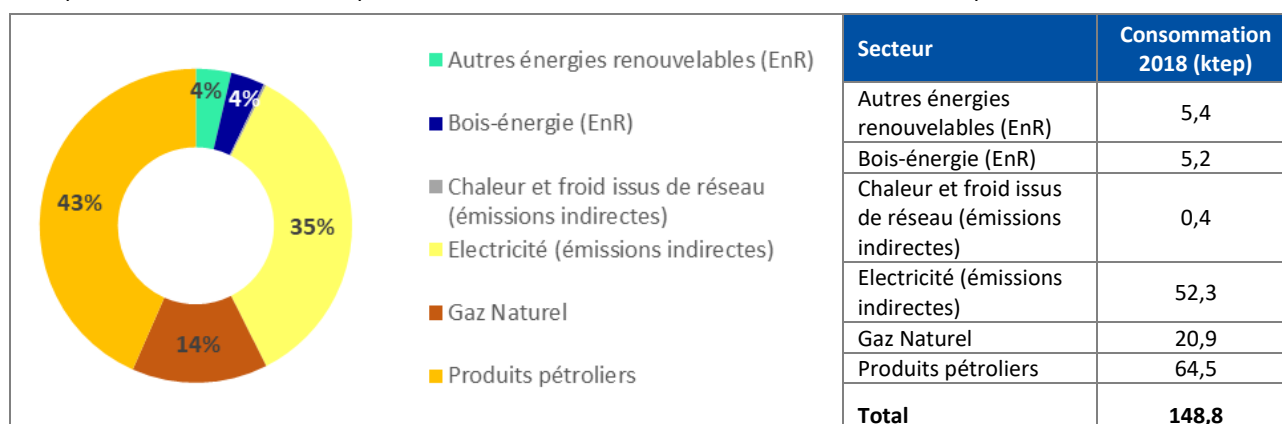 4%
4%
43%
35%
14%
Autres énergies renouvelables (EnR)
Bois-énergie (EnR)
Chaleur et froid issus de réseau
(émissions indirectes)
Electricité (émissions indirectes)
Gaz Naturel
Produits pétroliers
Secteur
Consommation
2018 (ktep)
Autres énergies
renouvelables (EnR)
5,4
Bois-énergie (EnR)
5,2
Chaleur et froid issus
de réseau (émissions
indirectes)
0,4
Electricité (émissions
indirectes)
52,3
Gaz Naturel
20,9
Produits pétroliers
64,5
Total
148,8